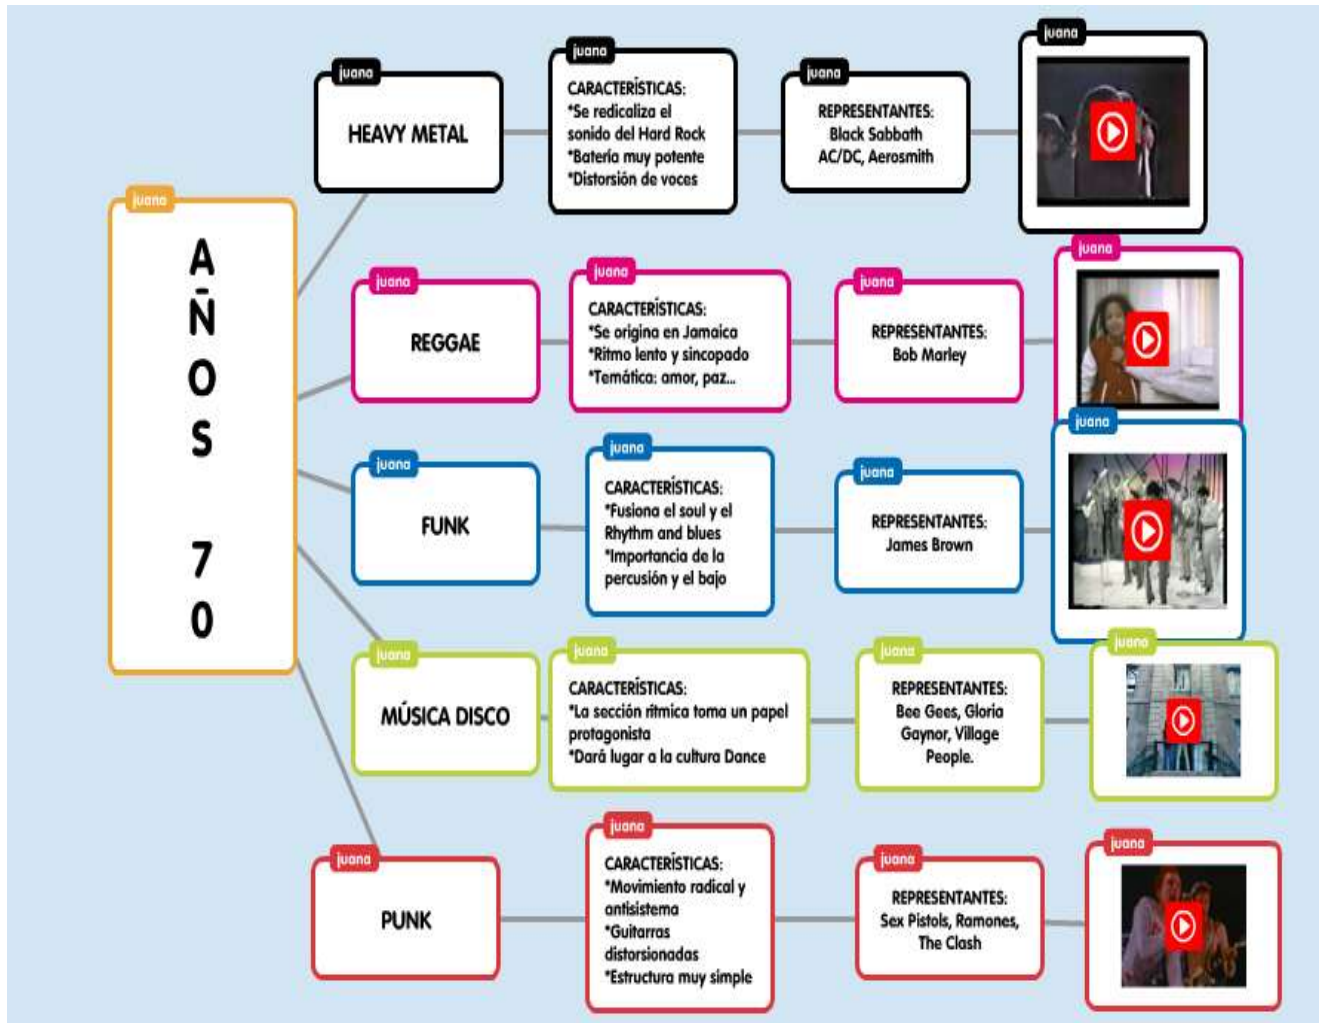 juana
A
Ñ
O
S
7
0
juana
HEAVY METAL
juana
CARACTERÍSTICAS:
*Se redicaliza el
sonido del Hard Rock
*Batería muy potente
*Distorsión de voces
juana
REPRESENTANTES:
Black Sabbath
AC/DC, Aerosmith
juana
juana
REGGAE
juana
CARACTERÍSTICAS:
*Se origina en Jamaica
*Ritmo lento y sincopado
*Temática: amor, paz...
juana
REPRESENTANTES:
Bob Marley
juana
juana
FUNK
juana
CARACTERÍSTICAS:
*Fusiona el soul y el
Rhythm and blues
*Importancia de la
percusión y el bajo
juana
REPRESENTANTES:
James Brown
juana
juana
MÚSICA DISCO
juana
CARACTERÍSTICAS:
*La sección rítmica toma un papel
protagonista
*Dará lugar a la cultura Dance
juana
REPRESENTANTES:
Bee Gees, Gloria
Gaynor, Village
People.
juana
juana
PUNK
juana
CARACTERÍSTICAS:
*Movimiento radical y
antisistema
*Guitarras
distorsionadas
*Estructura muy simple
juana
REPRESENTANTES:
Sex Pistols, Ramones,
The Clash
juana